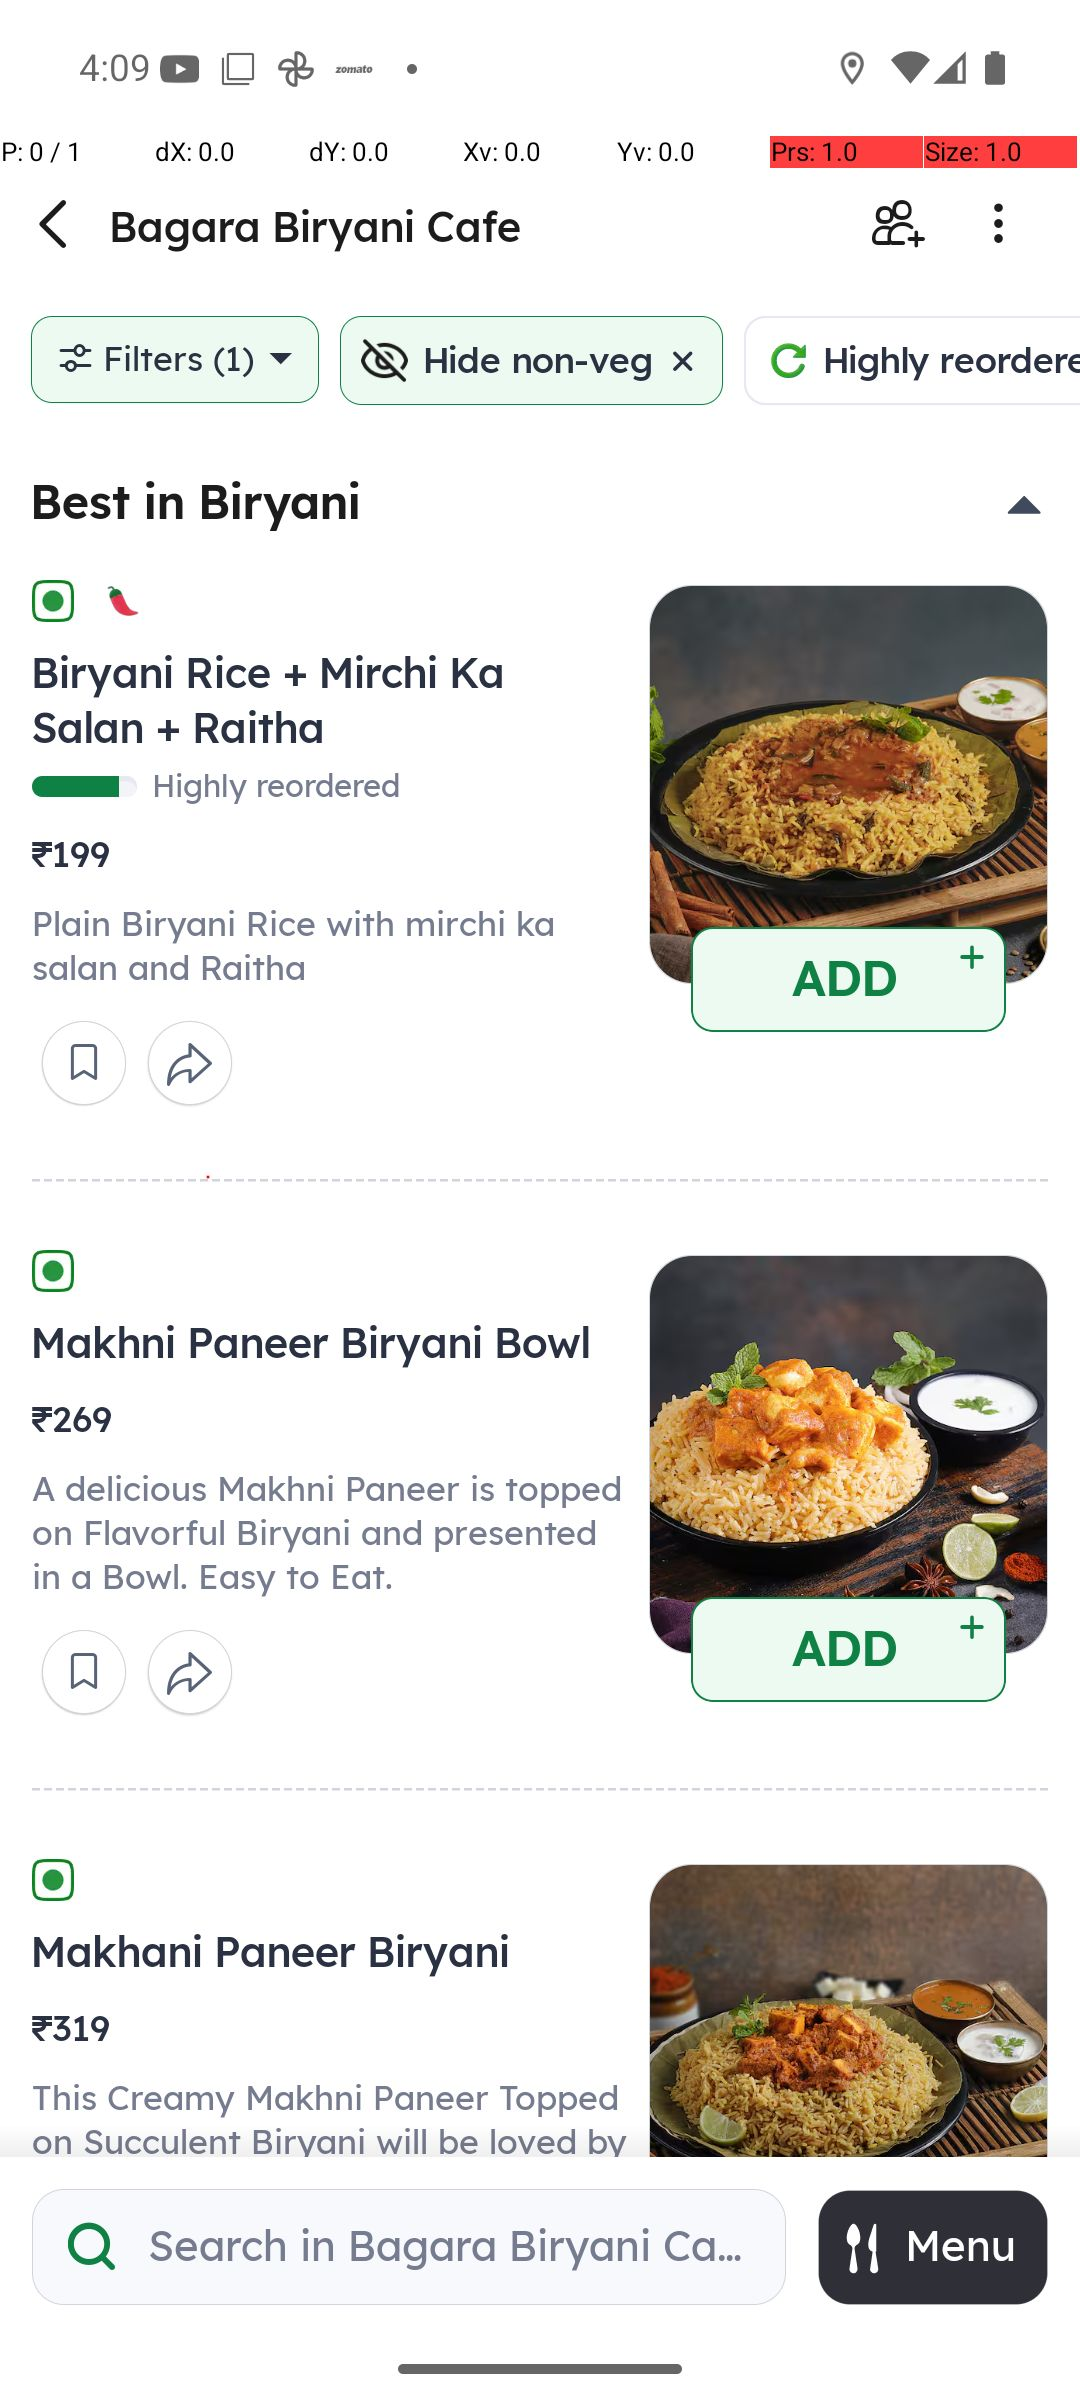 4:09
zomato
P: 0 / 1 dX: 0.0 dY: 0.0 Xv: 0.0 Yv: 0.0 Prs: 1.0 Size: 1.0
Bagara Biryani Cafe
Filters (1) Hide non-veg Highly reordere
Best in Biryani
Biryani Rice + Mirchi Ka
Salan + Raitha
Highly reordered
₹199
Plain Biryani Rice with mirchi ka
salan and Raitha
ADD
Makhni Paneer Biryani Bowl
₹269
A delicious Makhni Paneer is topped
on Flavorful Biryani and presented
in a Bowl. Easy to Eat.
ADD
Makhani Paneer Biryani
₹319
This Creamy Makhni Paneer Topped
on Succulent Biryani will be loved by
Search in Bagara Biryani Ca...
Menu